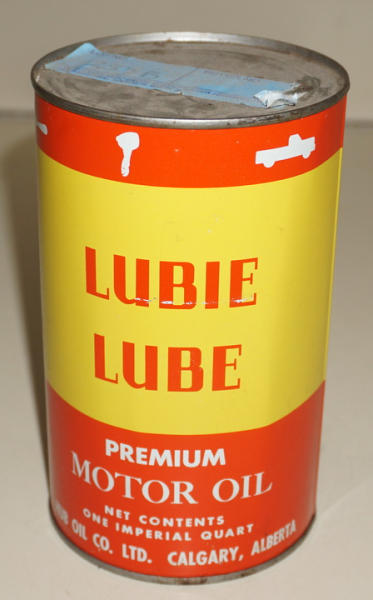 LUBIE
LUBE
PREMIUM
MOTOR OIL
NET CONTENTS
ONE IMPERIAL QUART
OIL CO. LTD. CALGARY, ALBERTA